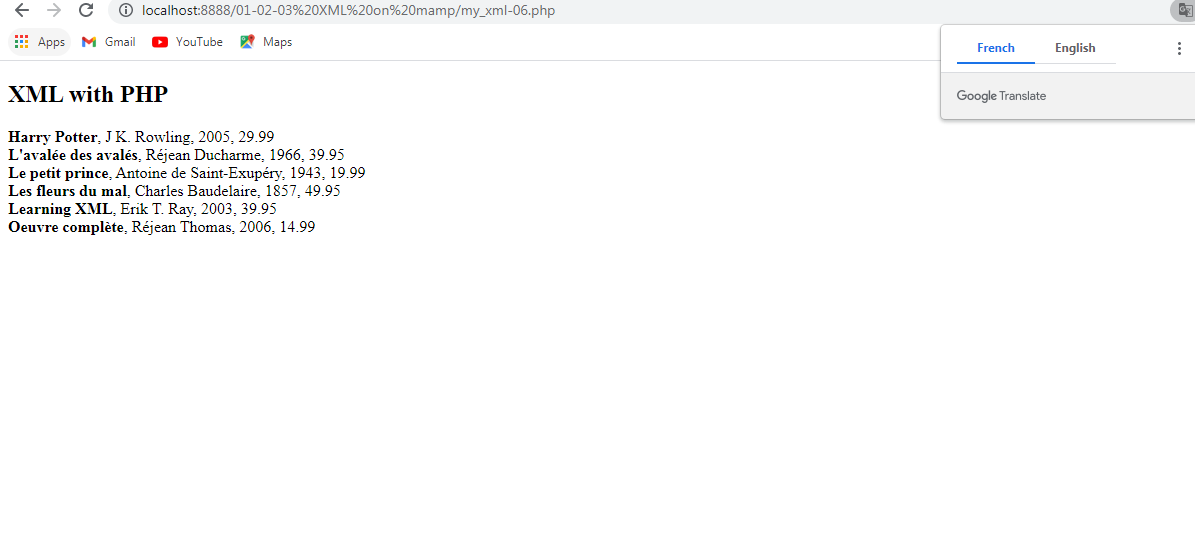 localhost:8888/01-02-03%20XML%20on%20mamp/my_xml-06.php
Apps Gmail YouTube Maps
French English
Google Translate
XML with PHP
Harry Potter, J K. Rowling, 2005, 29.99
L'avalée des avalés, Réjean Ducharme, 1966, 39.95
Le petit prince, Antoine de Saint-Exupéry, 1943, 19.99
Les fleurs du mal, Charles Baudelaire, 1857, 49.95
Learning XML, Erik T. Ray, 2003, 39.95
Oeuvre complète, Réjean Thomas, 2006, 14.99